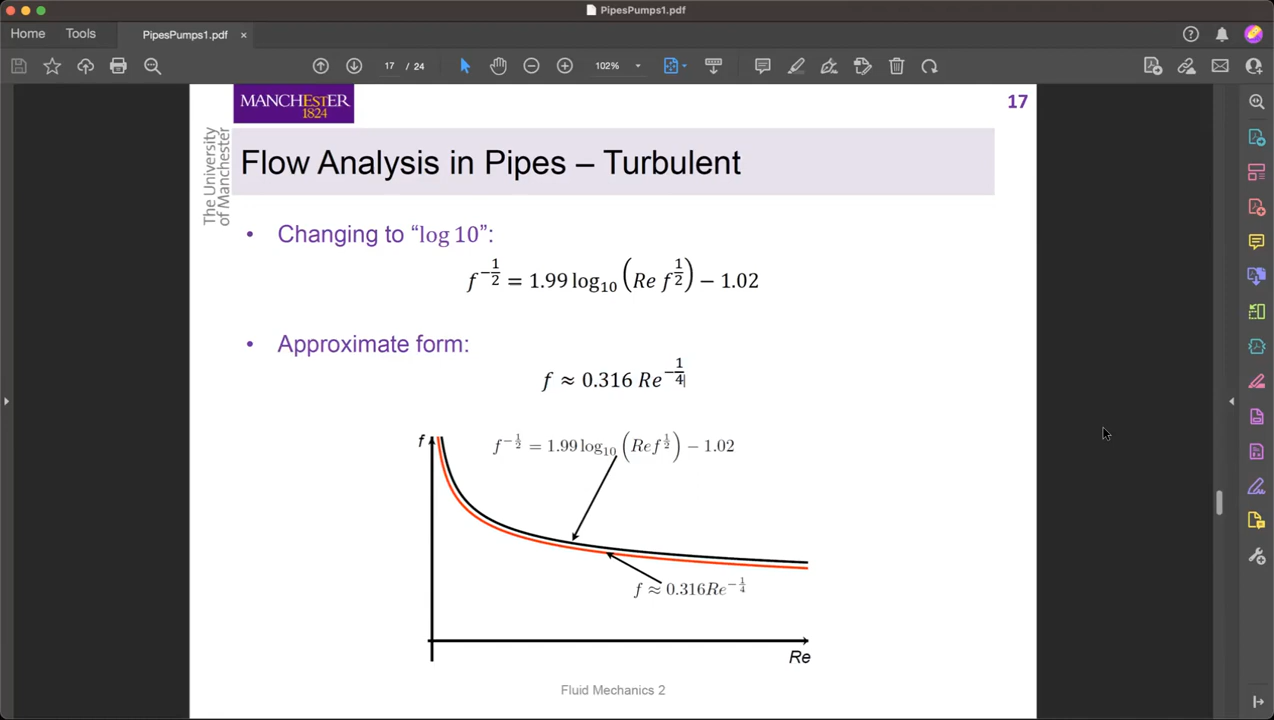 PipesPumps1.pdf
Home Tools PipesPumps1.pdf ×
17 / 24 102%
MANCHESTER
1824
The University
of Manchester
17
Flow Analysis in Pipes – Turbulent
• Changing to “log 10”:
f^{-1/2} = 1.99 log₁₀ (Re f^{1/2}) − 1.02
• Approximate form:
f ≈ 0.316 Re^{-1/4}
f
f^{-1/2} = 1.99 log₁₀ (Re f^{1/2}) − 1.02
f ≈ 0.316Re^{-1/4}
Re
Fluid Mechanics 2